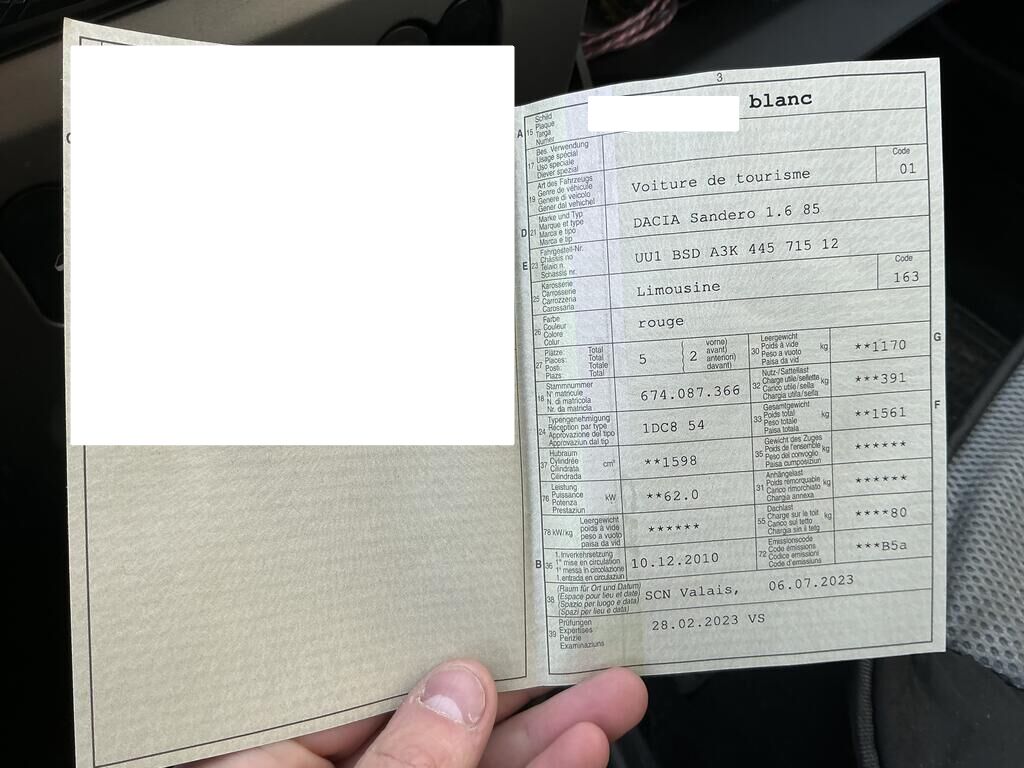 3
A
15
Schild
Plaque
Targa
Numer
blanc
17
Bes. Verwendung
Usage spécial
Uso speciale
Diever spezial
19
Art des Fahrzeugs
Genre de véhicule
Genere di veicolo
Gener dal vehichel
Voiture de tourisme
Code
01
D
21
Marke und Typ
Marque et type
Marca e tipo
Marca e tip
DACIA Sandero 1.6 85
E
23
Fahrgestell-Nr.
Châssis no
Telaio n.
Schassis nr.
UU1 BSD A3K 445 715 12
25
Karosserie
Carrosserie
Carrozzeria
Carossaria
Limousine
Code
163
26
Farbe
Couleur
Colore
Colur
rouge
27
Plätze: Total
Places: Total
Posti: Totale
Plazs: Total
5
2
vorne)
avant)
anteriori)
davant)
30
Leergewicht
Poids à vide
Peso a vuoto
Paisa da vid
kg
**1170
G
18
Stammnummer
N° matricule
N. di matricola
Nr. da matricla
674.087.366
32
Nutz-/Sattellast
Charge utile/sellette
Carico utile/sella
Chargia utila/sella
kg
***391
24
Typengenehmigung
Réception par type
Approvazione del tipo
Approvaziun dal tip
1DC8 54
33
Gesamtgewicht
Poids total
Peso totale
Paisa totala
kg
**1561
F
37
Hubraum
Cylindrée
Cilindrata
Cilindrada
cm³
**1598
35
Gewicht des Zuges
Poids de l'ensemble
Peso del convoglio
Paisa cumposiziun
kg
******
76
Leistung
Puissance
Potenza
Prestaziun
kW
**62.0
31
Anhängelast
Poids remorquable
Carico rimorchiato
Chargia annexa
kg
******
78 kW/kg
Leergewicht
poids à vide
peso a vuoto
paisa da vid
******
55
Dachlast
Charge sur le toit
Carico sul tetto
Chargia sin il tetg
kg
****80
B
36
1. Inverkehrsetzung
1re mise en circulation
1a messa in circolazione
1. entrada en circulaziun
10.12.2010
72
Emissionscode
Code émissions
Codice emissioni
Code d'emissiuns
***B5a
38
(Raum für Ort und Datum)
(Espace pour lieu et date)
(Spazio per luogo e data)
(Spazi per lieu e data)
SCN Valais, 06.07.2023
39
Prüfungen
Expertises
Perizie
Examinaziuns
28.02.2023 VS